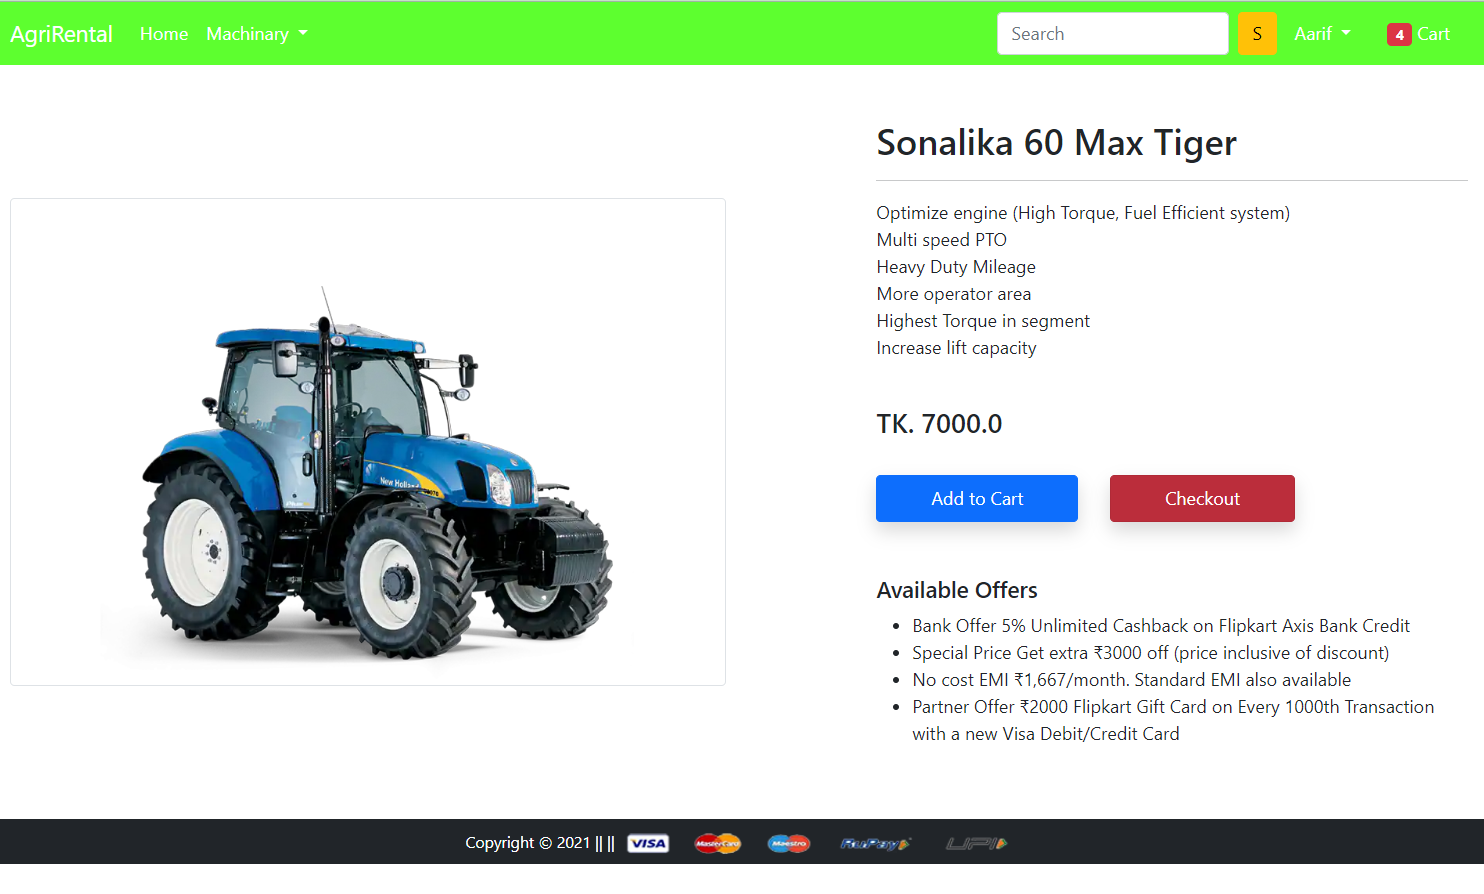 AgriRental Home Machinary Search S Aarif 4 Cart
Sonalika 60 Max Tiger
Optimize engine (High Torque, Fuel Efficient system)
Multi speed PTO
Heavy Duty Mileage
More operator area
Highest Torque in segment
Increase lift capacity
New Holland
TK. 7000.0
Add to Cart Checkout
Available Offers
Bank Offer 5% Unlimited Cashback on Flipkart Axis Bank Credit
Special Price Get extra ₹3000 off (price inclusive of discount)
No cost EMI ₹1,667/month. Standard EMI also available
Partner Offer ₹2000 Flipkart Gift Card on Every 1000th Transaction
with a new Visa Debit/Credit Card
Copyright © 2021 || || VISA MasterCard Maestro RuPay UPI